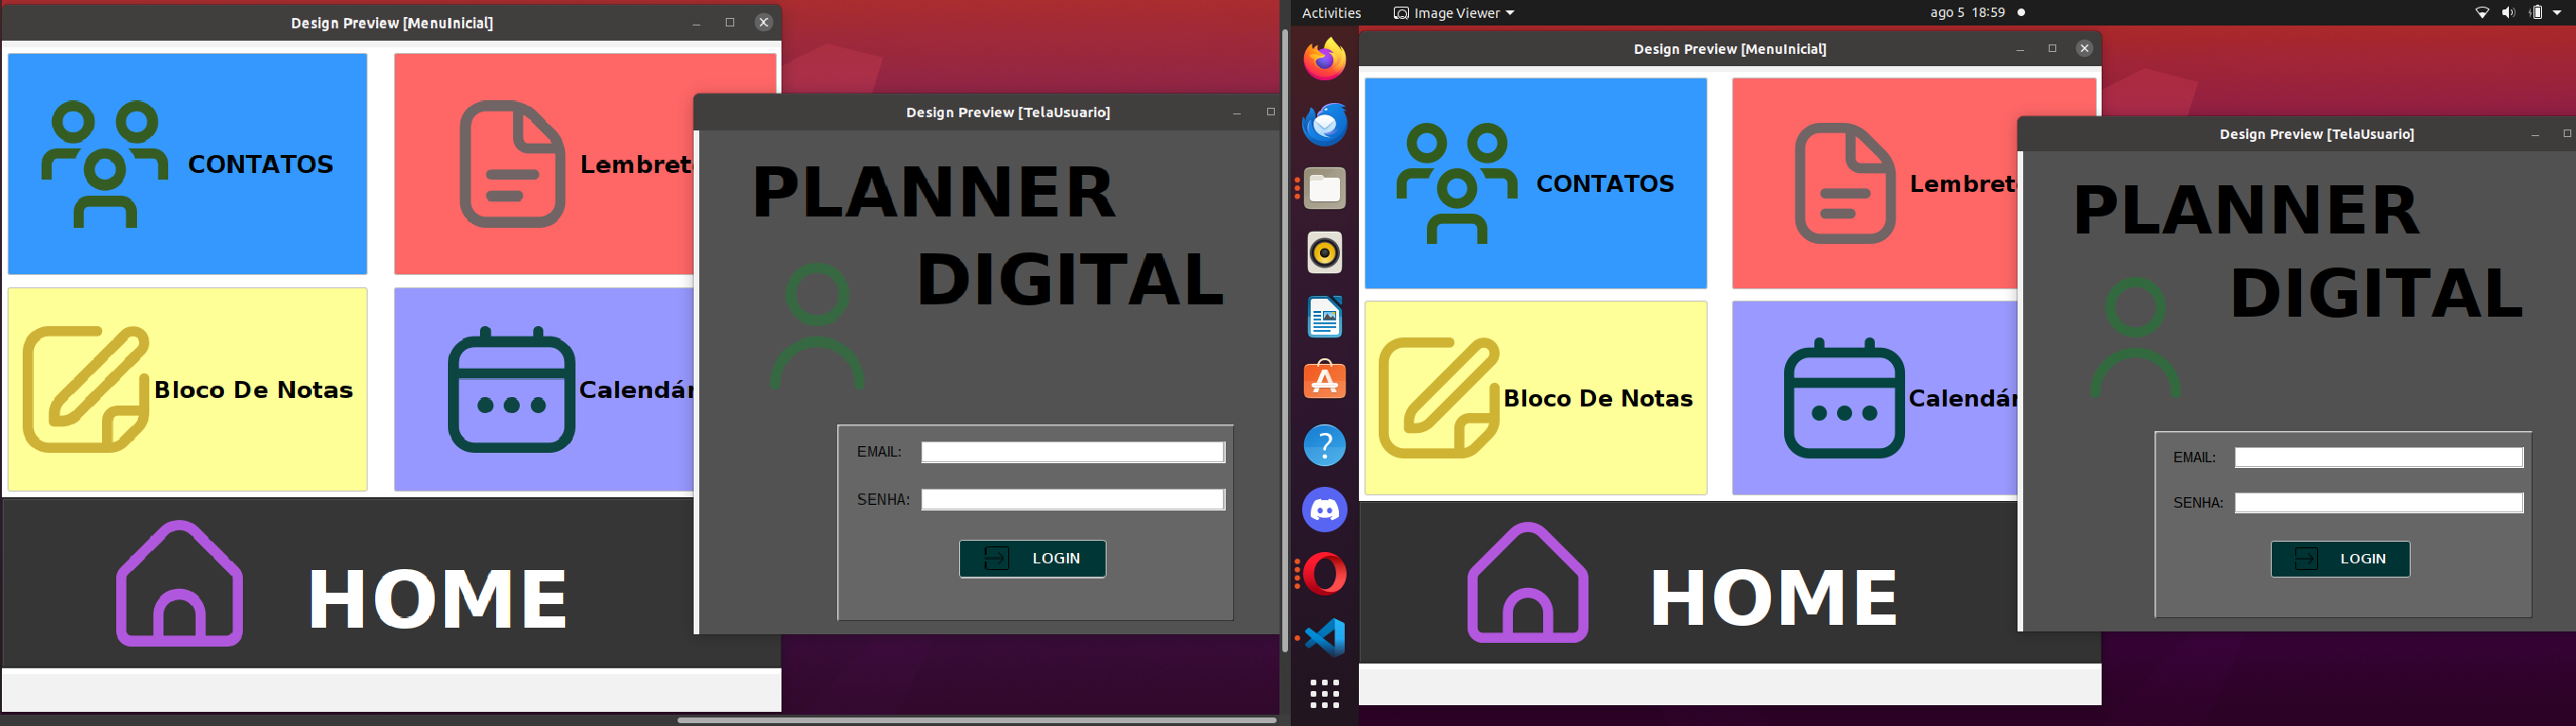 Design Preview [MenuInicial]
CONTATOS
Lembret
Bloco De Notas
Calendár
HOME
Design Preview [TelaUsuario]
PLANNER
DIGITAL
EMAIL:
SENHA:
LOGIN
Activities
Image Viewer
ago 5 18:59
Design Preview [MenuInicial]
CONTATOS
Lembret
Bloco De Notas
Calendár
HOME
Design Preview [TelaUsuario]
PLANNER
DIGITAL
EMAIL:
SENHA:
LOGIN